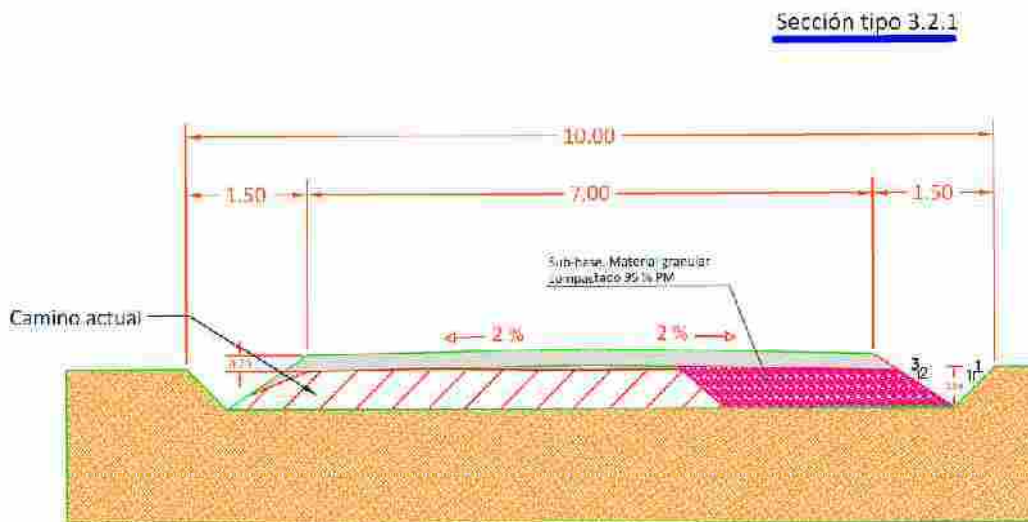 Sección tipo 3.2.1
10.00
1.50
7.00
1.50
Sub-base. Material granular
compactado 95 % PM
Camino actual
2 %
2 %
3/2
1/1